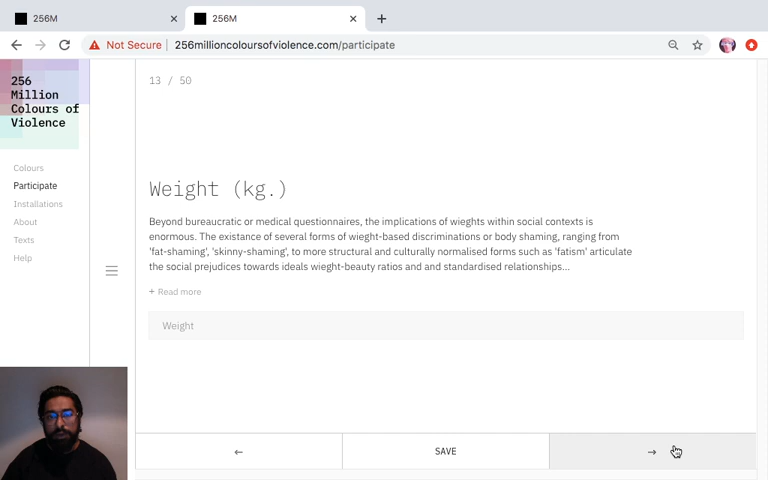 256M
256M
Not Secure 256millioncoloursofviolence.com/participate
256
Million
Colours of
Violence
Colours
Participate
Installations
About
Texts
Help
13 / 50
Weight (kg.)
Beyond bureaucratic or medical questionnaires, the implications of wieghts within social contexts is
enormous. The existance of several forms of wieght-based discriminations or body shaming, ranging from
'fat-shaming', 'skinny-shaming', to more structural and culturally normalised forms such as 'fatism' articulate
the social prejudices towards ideals wieght-beauty ratios and and standardised relationships...
+ Read more
Weight
← SAVE →